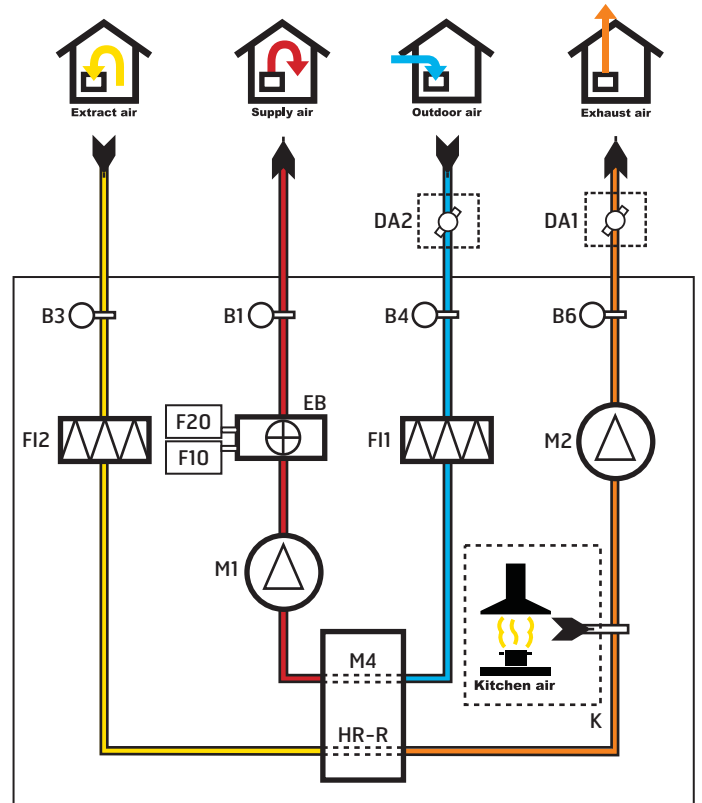 Extract air
Supply air
Outdoor air
Exhaust air
DA2
DA1
B3
B1
B4
B6
EB
F20
F10
FI2
FI1
M2
M1
M4
Kitchen air
K
HR-R